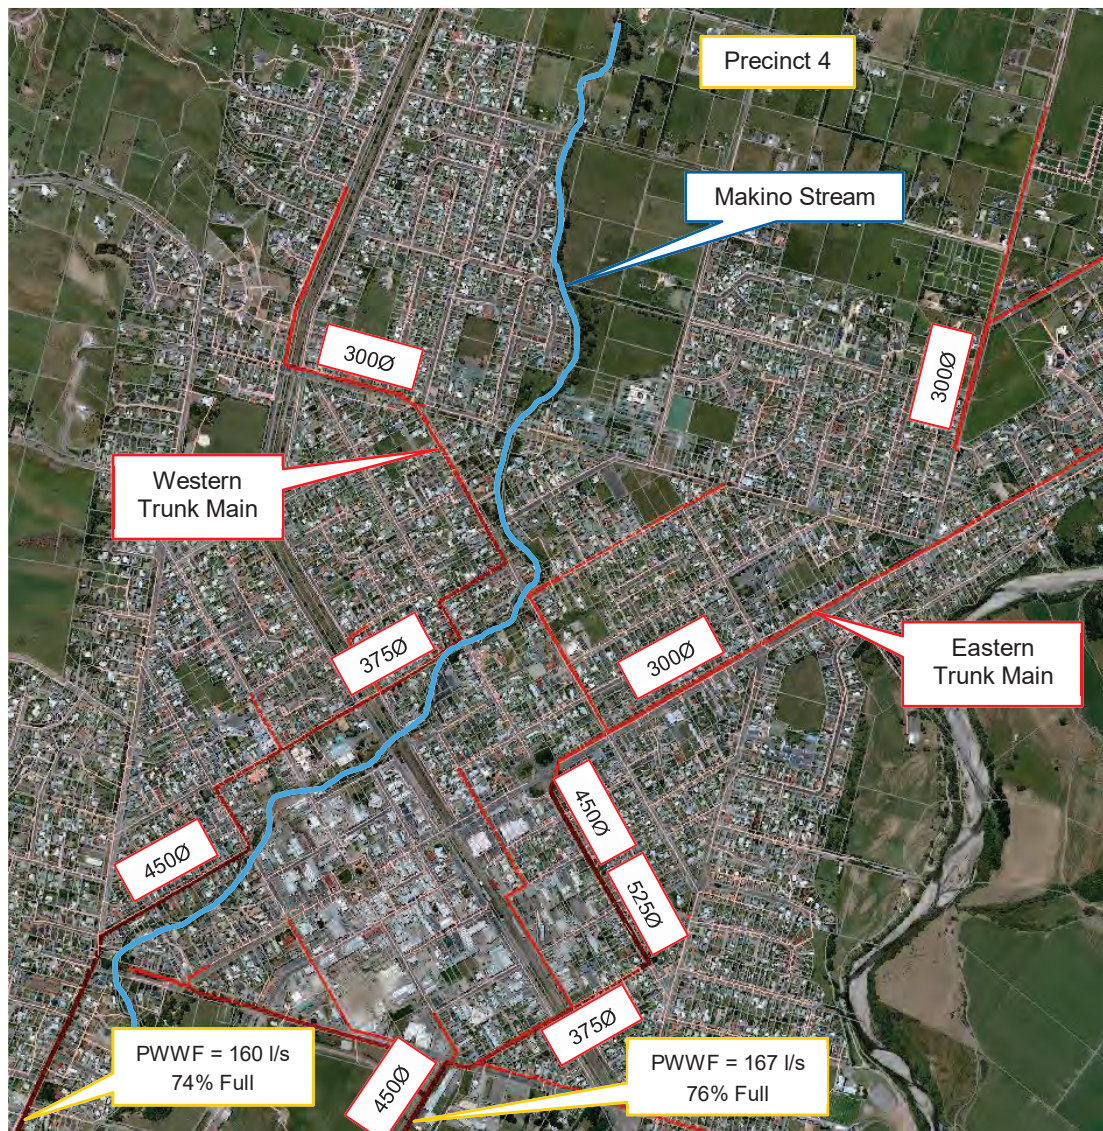 Precinct 4
Makino Stream
300Ø
300Ø
Western
Trunk Main
375Ø
300Ø
Eastern
Trunk Main
450Ø
450Ø
525Ø
375Ø
PWWF = 160 l/s
74% Full
450Ø
PWWF = 167 l/s
76% Full